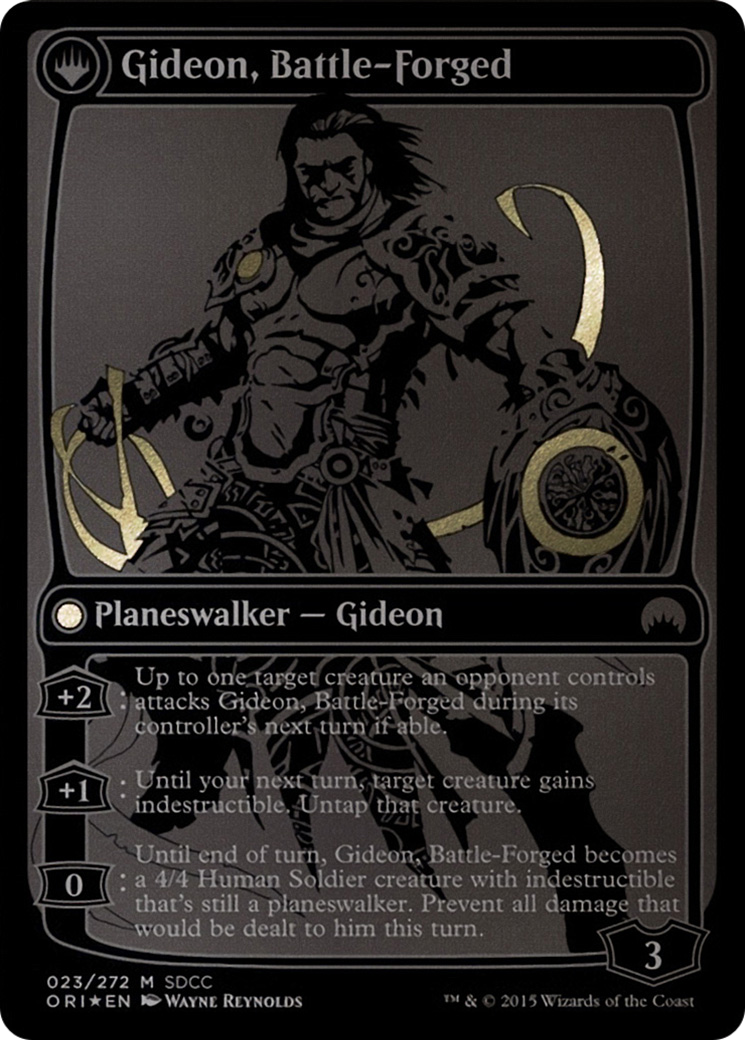 Gideon, Battle-Forged
Planeswalker — Gideon
+2
: Up to one target creature an opponent controls
attacks Gideon, Battle-Forged during its
controller's next turn if able.
+1
: Until your next turn, target creature gains
indestructible. Untap that creature.
0
: Until end of turn, Gideon, Battle-Forged becomes
a 4/4 Human Soldier creature with indestructible
that's still a planeswalker. Prevent all damage that
would be dealt to him this turn.
3
023/272 M SDCC
ORI★EN Wayne Reynolds
™ & © 2015 Wizards of the Coast